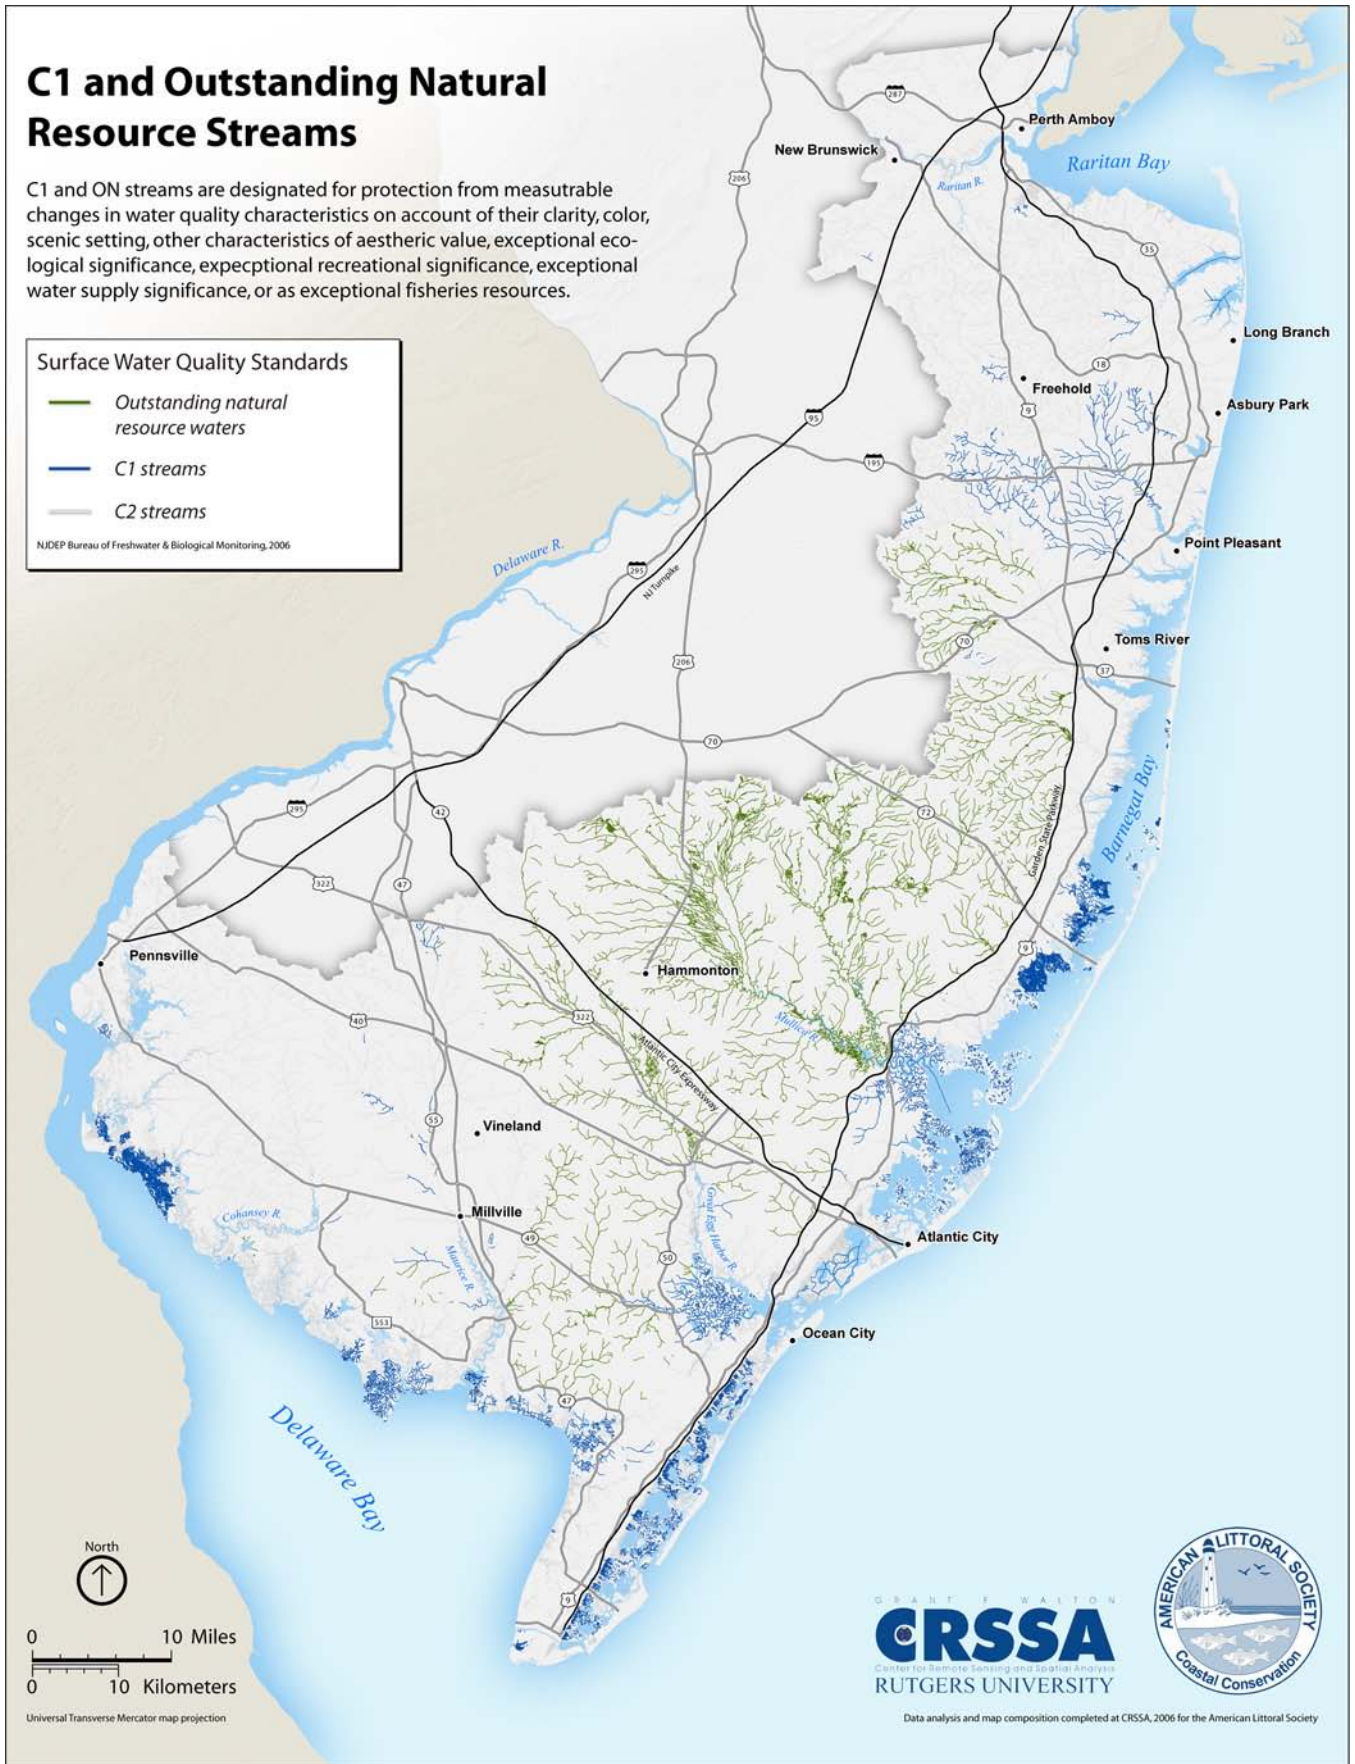 C1 and Outstanding Natural
Resource Streams
C1 and ON streams are designated for protection from measutrable
changes in water quality characteristics on account of their clarity, color,
scenic setting, other characteristics of aestheric value, exceptional eco-
logical significance, expecptional recreational significance, exceptional
water supply significance, or as exceptional fisheries resources.
Surface Water Quality Standards
Outstanding natural
resource waters
C1 streams
C2 streams
NJDEP Bureau of Freshwater & Biological Monitoring, 2006
287
Perth Amboy
New Brunswick
Raritan Bay
206
Raritan R.
35
Long Branch
18
Freehold
9
Asbury Park
95
195
Point Pleasant
Delaware R.
295
NJ Turnpike
Toms River
70
206
37
70
Barnegat Bay
295
42
72
Garden State Parkway
322
47
9
Pennsville
Hammonton
40
322
Mullica R.
Atlantic City Expressway
55
Vineland
Cohansey R.
Millville
Great Egg Harbor R.
49
Atlantic City
Maurice R.
50
553
Ocean City
47
Delaware Bay
9
North
0 10 Miles
0 10 Kilometers
Universal Transverse Mercator map projection
GRANT F WALTON
CRSSA
Center for Remote Sensing and Spatial Analysis
RUTGERS UNIVERSITY
AMERICAN LITTORAL SOCIETY
Coastal Conservation
Data analysis and map composition completed at CRSSA, 2006 for the American Littoral Society